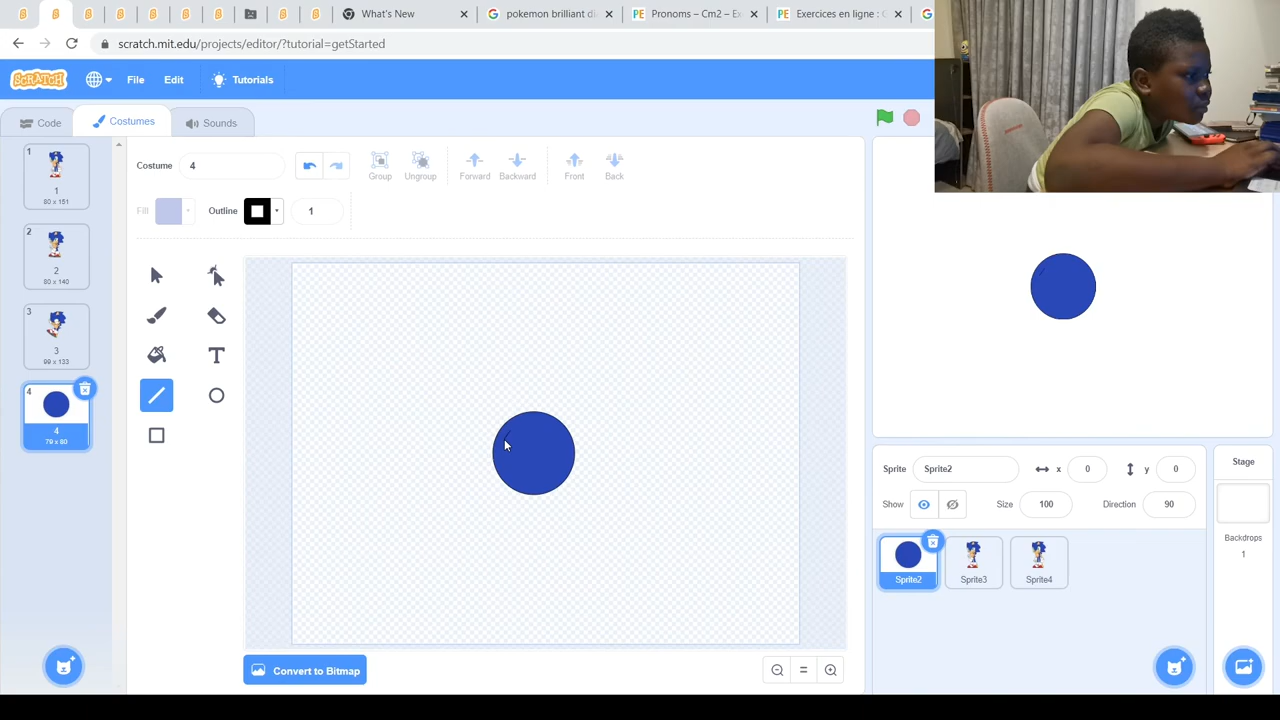 What's New
pokemon brilliant di
Pronoms – Cm2 – Ex
Exercices en ligne : C
scratch.mit.edu/projects/editor/?tutorial=getStarted
SCRATCH File Edit Tutorials
Code Costumes Sounds
1
1
80 x 151
2
2
80 x 140
3
3
99 x 133
4
4
79 x 80
Costume 4
Group Ungroup Forward Backward Front Back
Fill Outline 1
T
Convert to Bitmap
Sprite Sprite2 x 0 y 0
Show Size 100 Direction 90
Sprite2 Sprite3 Sprite4
Stage
Backdrops
1